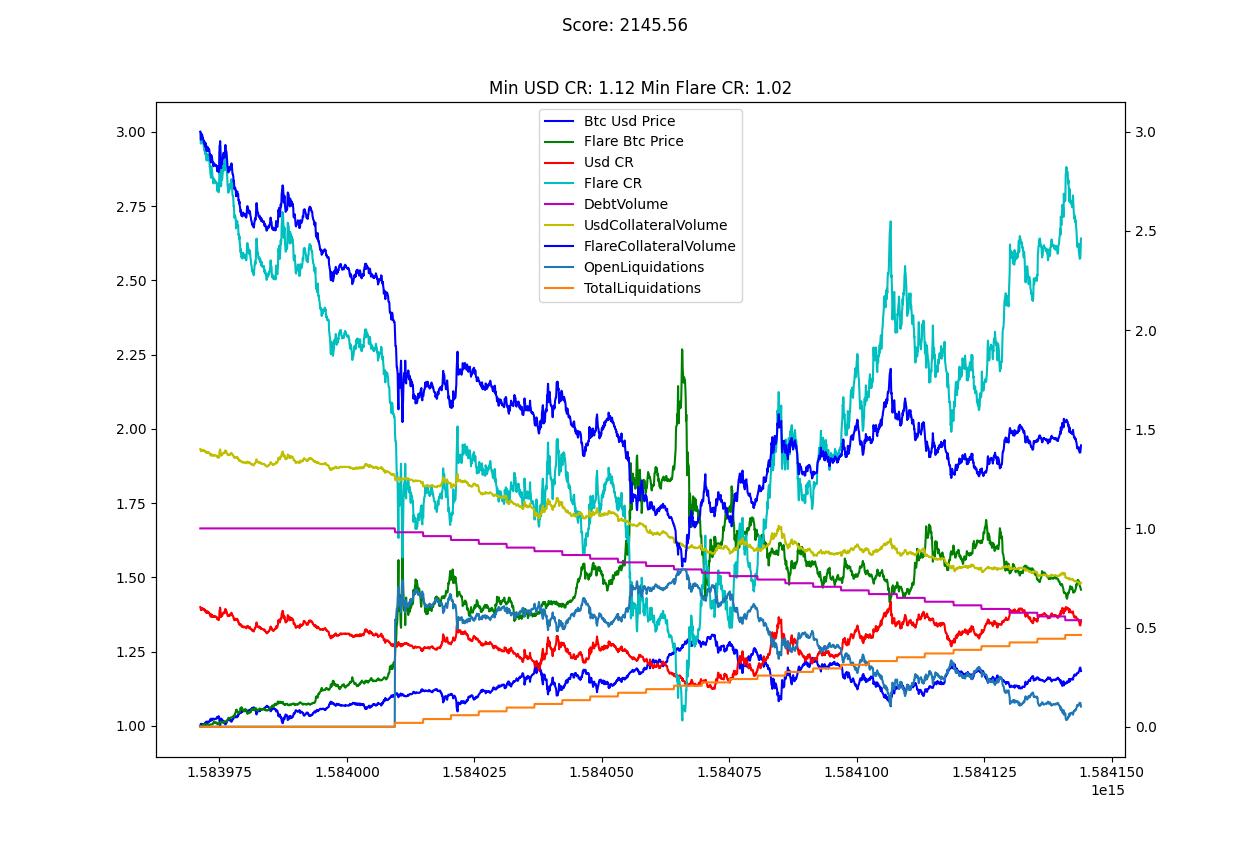 Score: 2145.56
Min USD CR: 1.12 Min Flare CR: 1.02
Btc Usd Price
Flare Btc Price
Usd CR
Flare CR
DebtVolume
UsdCollateralVolume
FlareCollateralVolume
OpenLiquidations
TotalLiquidations
3.00
2.75
2.50
2.25
2.00
1.75
1.50
1.25
1.00
3.0
2.5
2.0
1.5
1.0
0.5
0.0
1.583975 1.584000 1.584025 1.584050 1.584075 1.584100 1.584125 1.584150
1e15